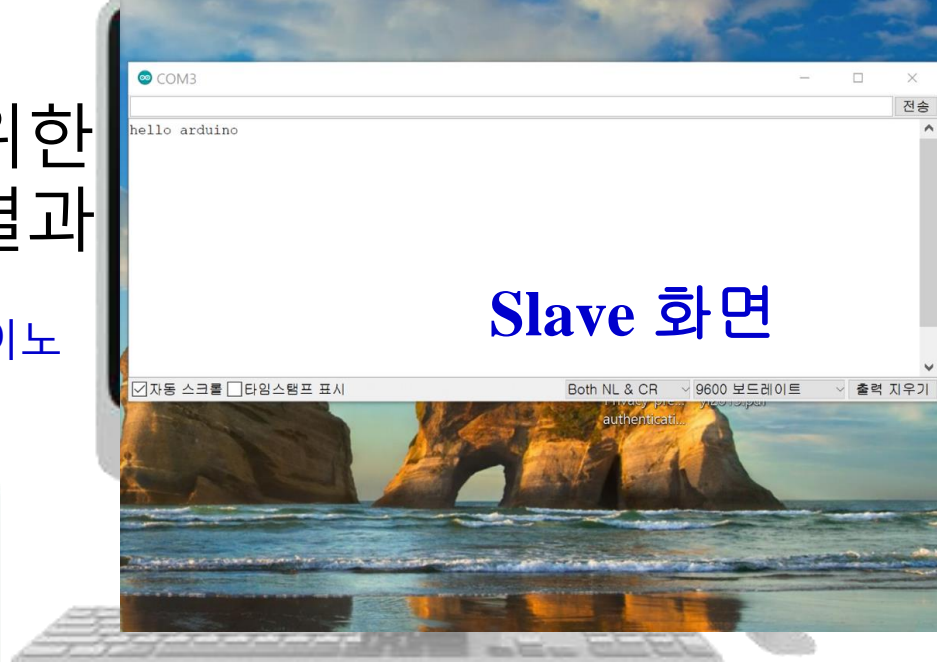 COM3
위한
전송
hello arduino
결과
Slave 화면
이노
자동 스크롤 타임스탬프 표시
Both NL & CR
9600 보드레이트
출력 지우기
authenticati...